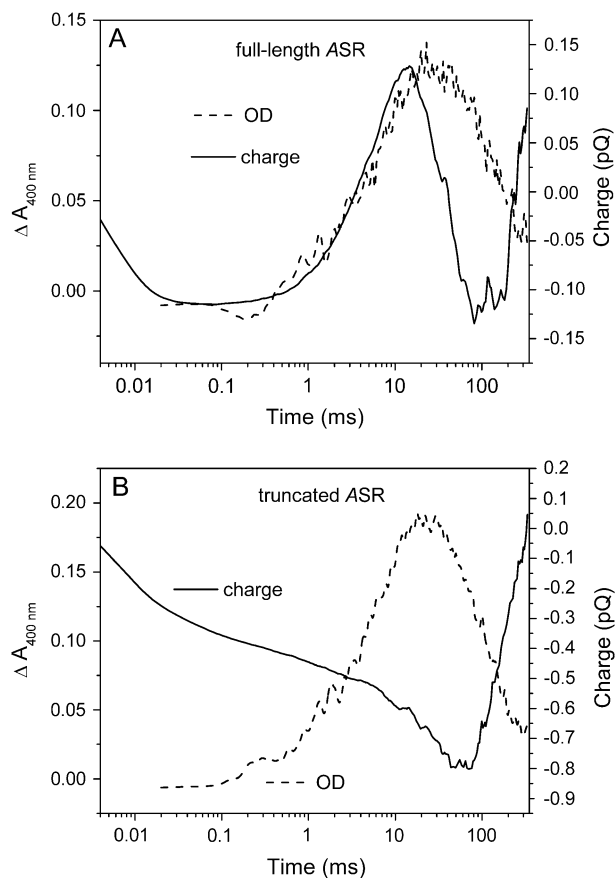 A
full-length ASR
OD
charge
0.15
0.10
0.05
0.00
Δ A400 nm
0.15
0.10
0.05
0.00
-0.05
-0.10
-0.15
Charge (pQ)
0.01
0.1
1
10
100
Time (ms)
B
truncated ASR
charge
OD
0.20
0.15
0.10
0.05
0.00
Δ A400 nm
0.2
0.1
0.0
-0.1
-0.2
-0.3
-0.4
-0.5
-0.6
-0.7
-0.8
-0.9
Charge (pQ)
0.01
0.1
1
10
100
Time (ms)